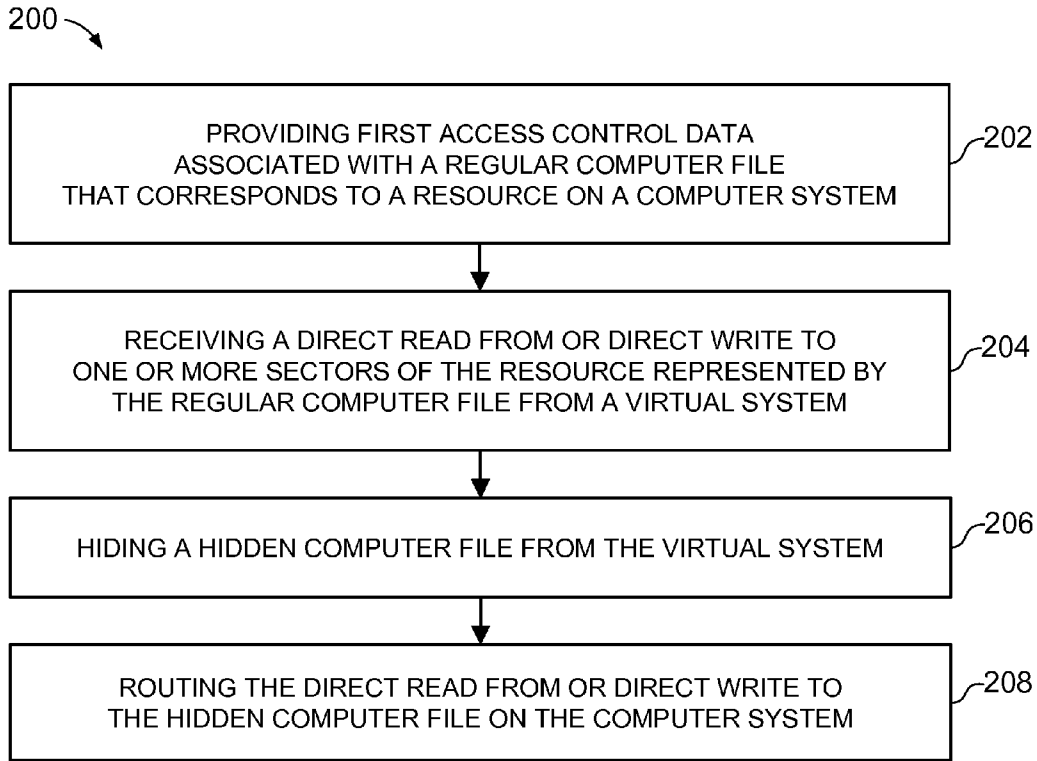 200
PROVIDING FIRST ACCESS CONTROL DATA
ASSOCIATED WITH A REGULAR COMPUTER FILE
THAT CORRESPONDS TO A RESOURCE ON A COMPUTER SYSTEM
202
RECEIVING A DIRECT READ FROM OR DIRECT WRITE TO
ONE OR MORE SECTORS OF THE RESOURCE REPRESENTED BY
THE REGULAR COMPUTER FILE FROM A VIRTUAL SYSTEM
204
HIDING A HIDDEN COMPUTER FILE FROM THE VIRTUAL SYSTEM
206
ROUTING THE DIRECT READ FROM OR DIRECT WRITE TO
THE HIDDEN COMPUTER FILE ON THE COMPUTER SYSTEM
208